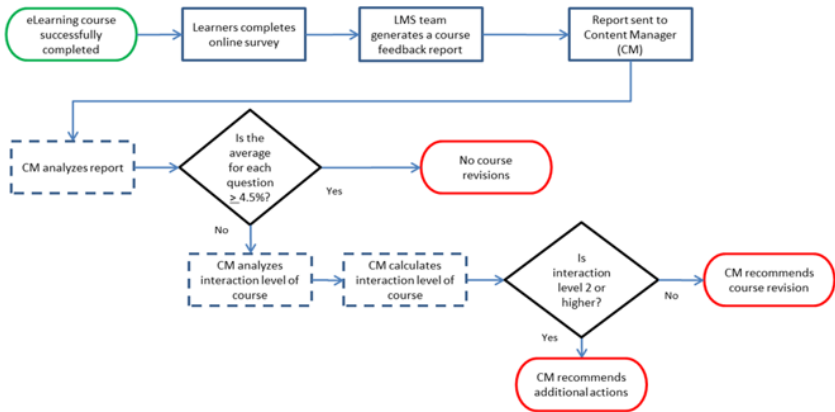 eLearning course
successfully
completed
Learners completes
online survey
LMS team
generates a course
feedback report
Report sent to
Content Manager
(CM)
CM analyzes report
Is the
average
for each
question
≥ 4.5%?
Yes
No course
revisions
No
CM analyzes
interaction level of
course
CM calculates
interaction level of
course
Is
interaction
level 2 or
higher?
No
CM recommends
course revision
Yes
CM recommends
additional actions